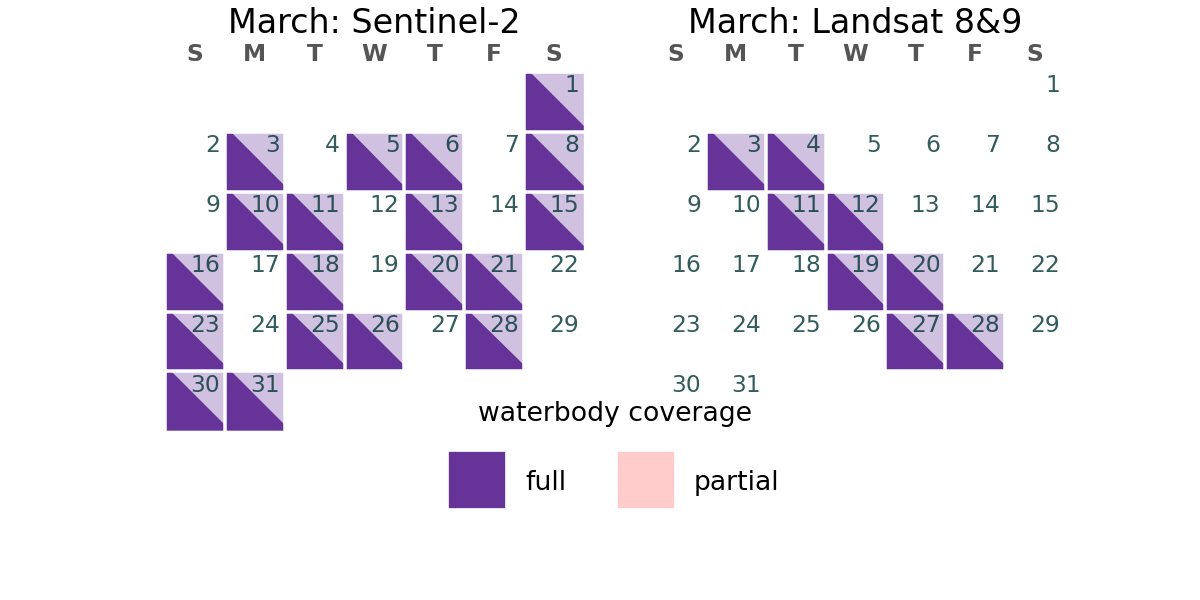 March: Sentinel-2
S M T W T F S
1
2 3 4 5 6 7 8
9 10 11 12 13 14 15
16 17 18 19 20 21 22
23 24 25 26 27 28 29
30 31
March: Landsat 8&9
S M T W T F S
1
2 3 4 5 6 7 8
9 10 11 12 13 14 15
16 17 18 19 20 21 22
23 24 25 26 27 28 29
30 31
waterbody coverage
full partial